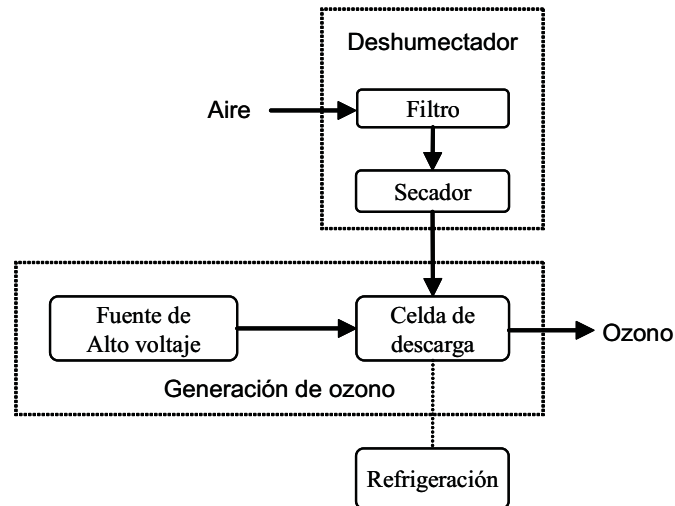 Deshumectador
Aire
Filtro
Secador
Fuente de
Alto voltaje
Celda de
descarga
Ozono
Generación de ozono
Refrigeración